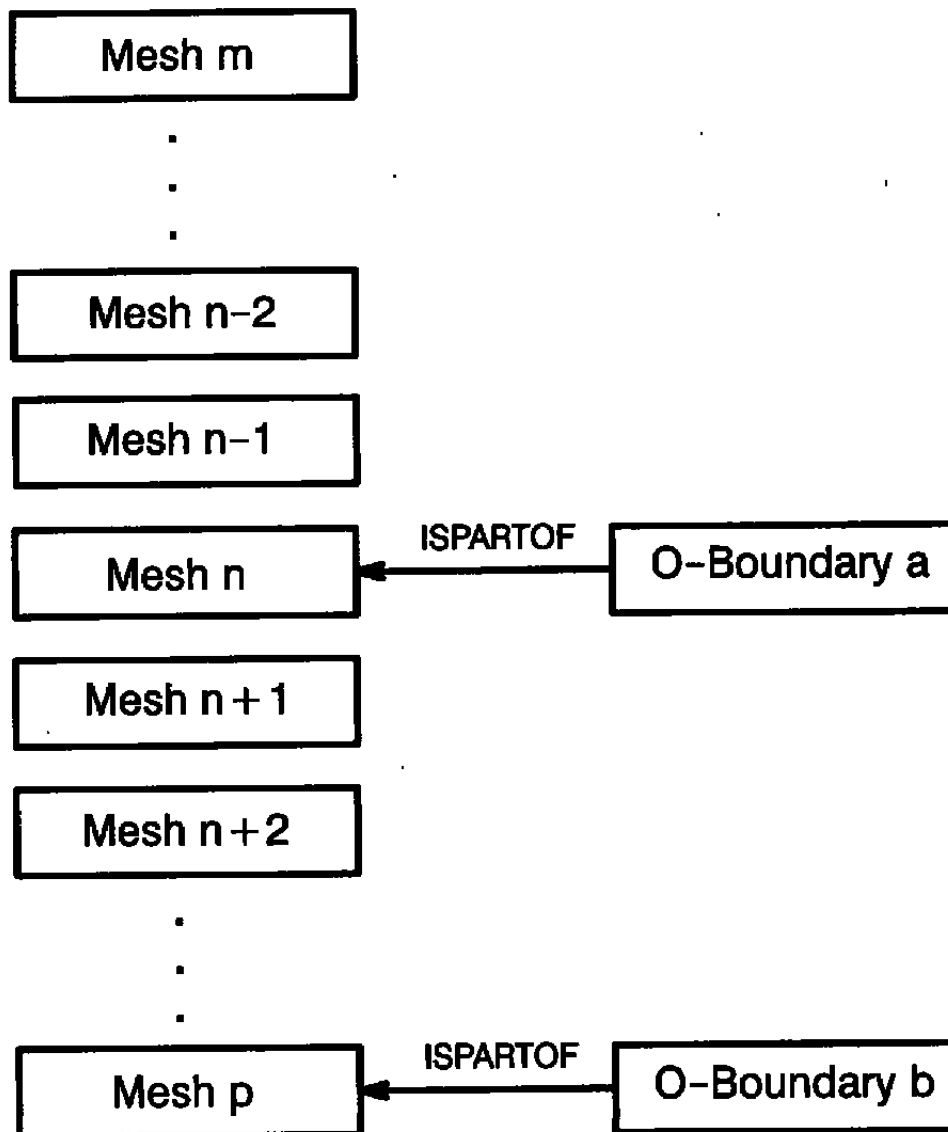 Mesh m
Mesh n-2
Mesh n-1
Mesh n
ISPARTOF
O-Boundary a
Mesh n+1
Mesh n+2
Mesh p
ISPARTOF
O-Boundary b